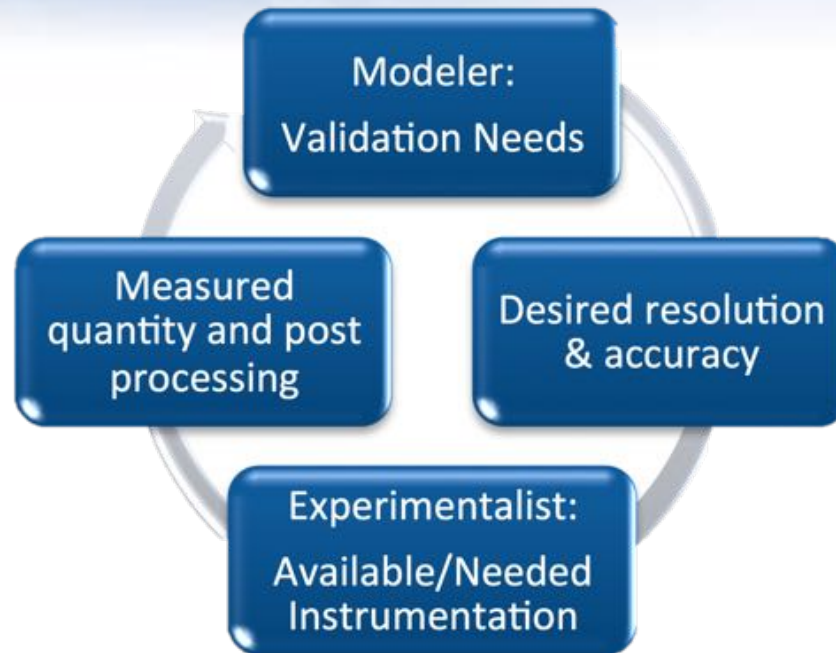 Modeler:
Validation Needs
Desired resolution
& accuracy
Experimentalist:
Available/Needed
Instrumentation
Measured
quantity and post
processing